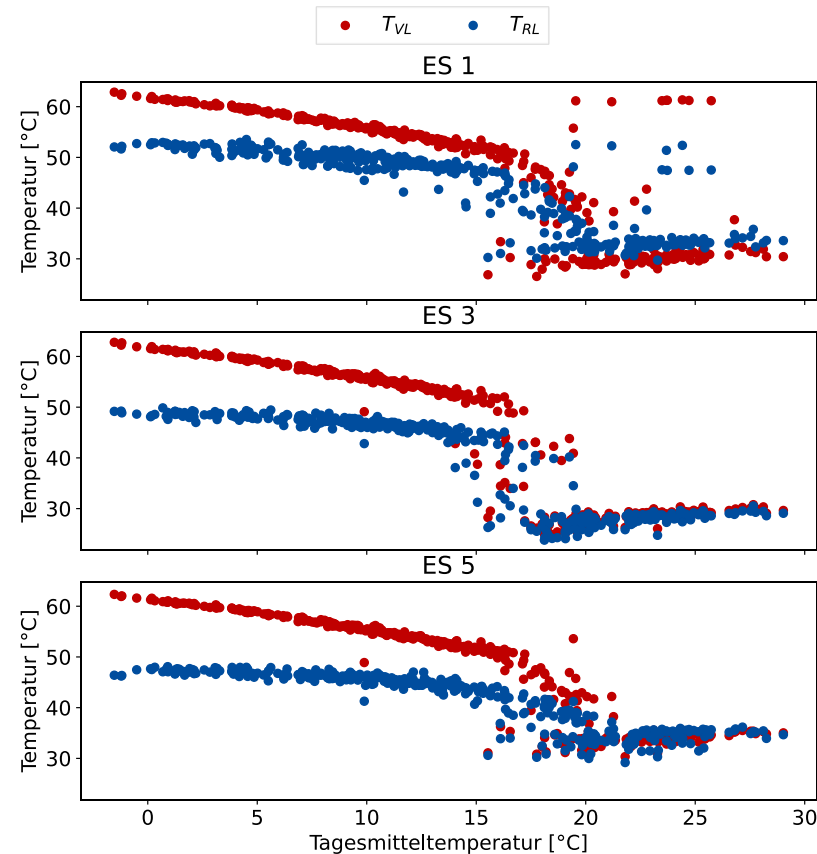 T_VL T_RL
ES 1
Temperatur [°C]
60
50
40
30
ES 3
Temperatur [°C]
60
50
40
30
ES 5
Temperatur [°C]
60
50
40
30
0 5 10 15 20 25 30
Tagesmitteltemperatur [°C]